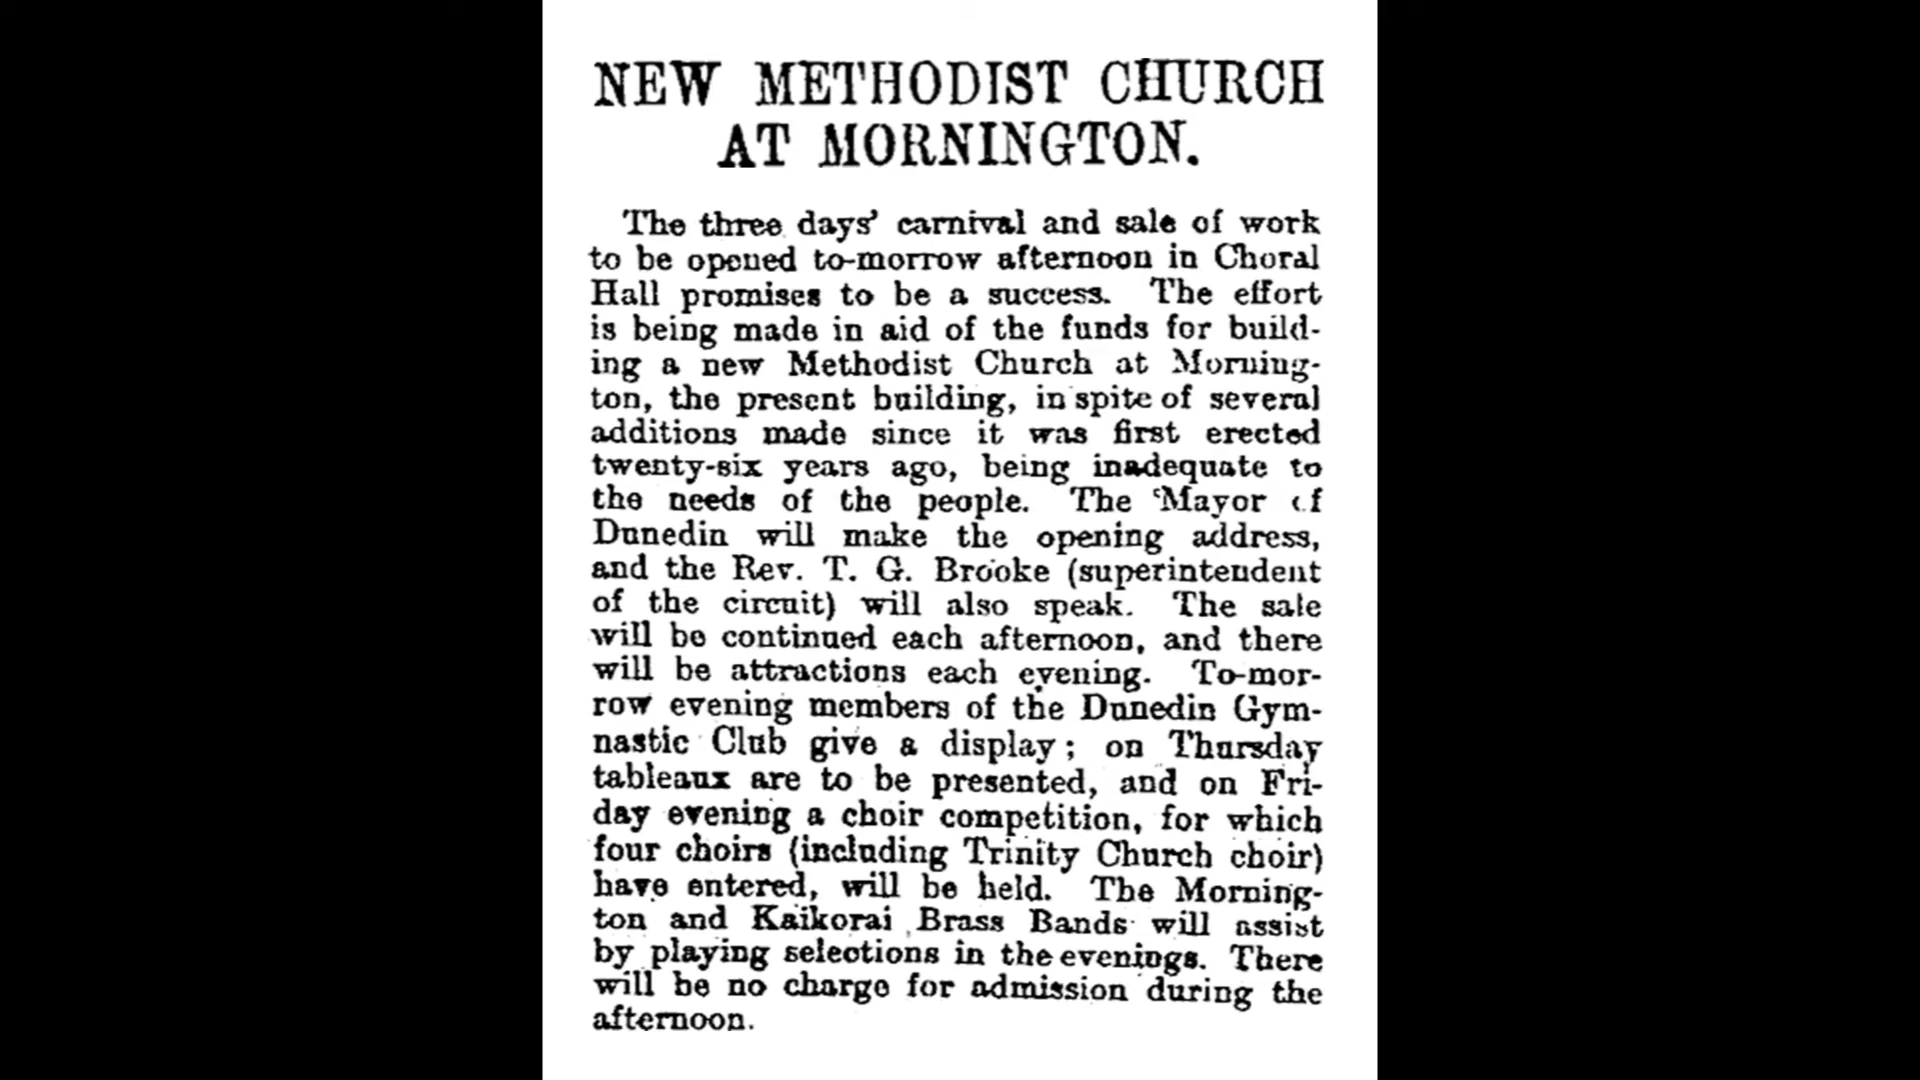 NEW METHODIST CHURCH
AT MORNINGTON.
The three days' carnival and sale of work
to be opened to-morrow afternoon in Choral
Hall promises to be a success. The effort
is being made in aid of the funds for build-
ing a new Methodist Church at Morning-
ton, the present building, in spite of several
additions made since it was first erected
twenty-six years ago, being inadequate to
the needs of the people. The Mayor of
Dunedin will make the opening address,
and the Rev. T. G. Brooke (superintendent
of the circuit) will also speak. The sale
will be continued each afternoon, and there
will be attractions each evening. To-mor-
row evening members of the Dunedin Gym-
nastic Club give a display; on Thursday
tableaux are to be presented, and on Fri-
day evening a choir competition, for which
four choirs (including Trinity Church choir)
have entered, will be held. The Morning-
ton and Kaikorai Brass Bands will assist
by playing selections in the evenings. There
will be no charge for admission during the
afternoon.